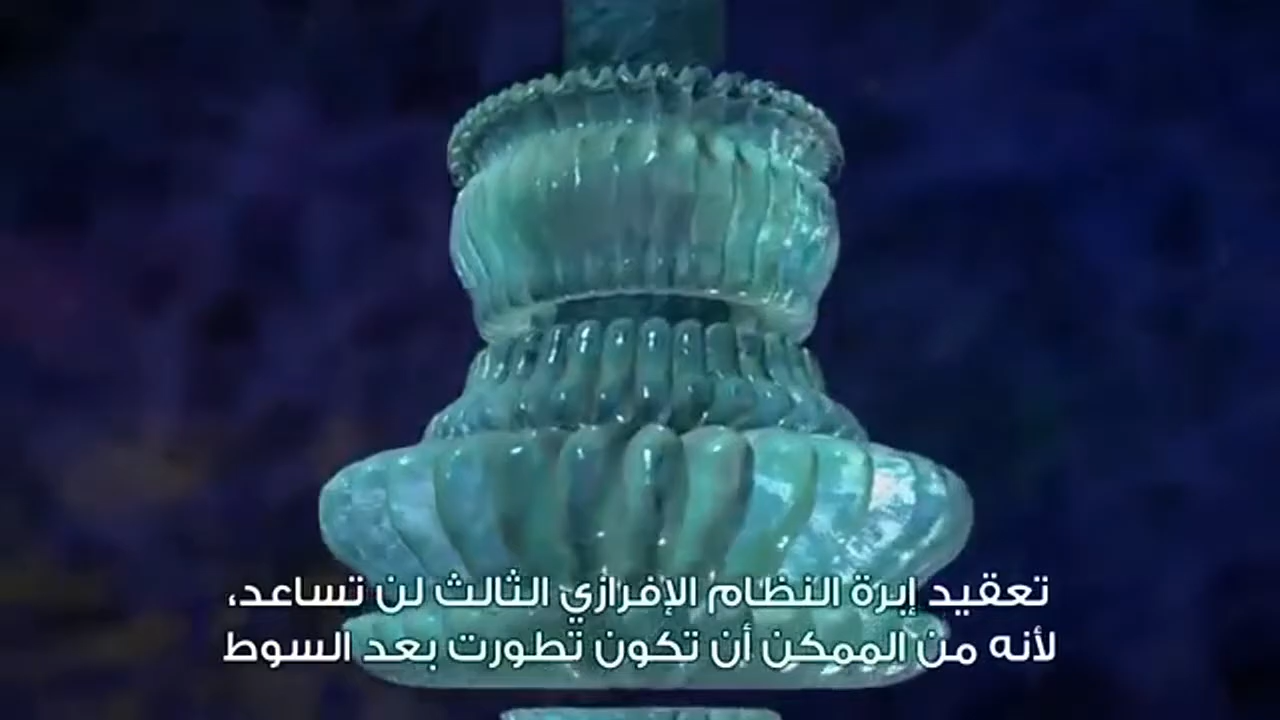 تعقيد إبرة النظام الإفرازي الثالث لن تساعد،
لأنه من الممكن أن تكون تطورت بعد السوط